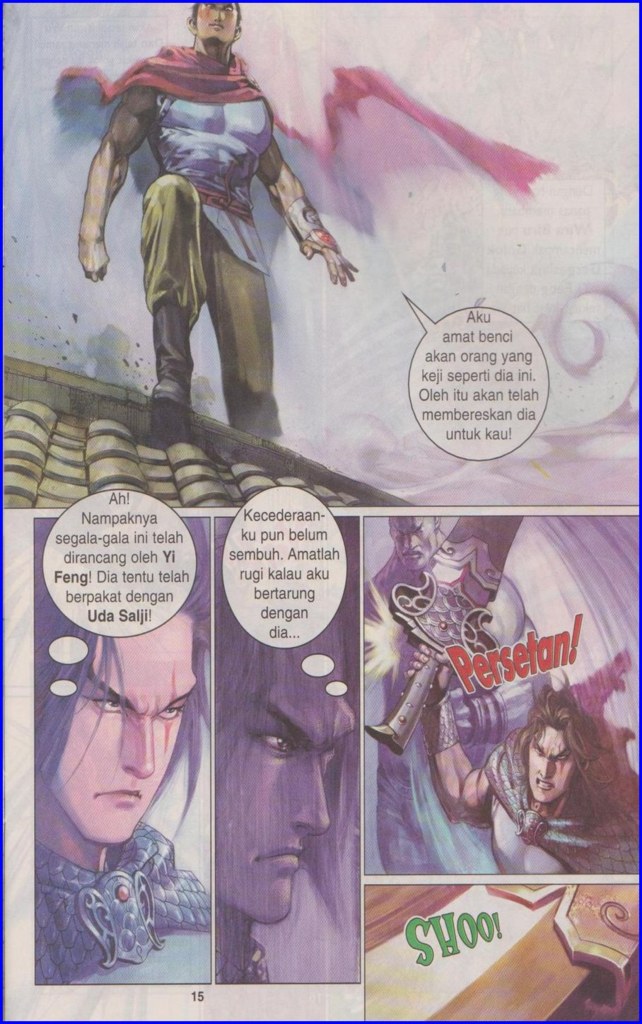 Aku
amat benci
akan orang yang
keji seperti dia ini.
Oleh itu akan telah
membereskan dia
untuk kau!
Ah!
Nampaknya
segala-gala ini telah
dirancang oleh Yi
Feng! Dia tentu telah
berpakat dengan
Uda Salji!
Kecederaan-
ku pun belum
sembuh. Amatlah
rugi kalau aku
bertarung
dengan
dia...
Persetan!
SHOO!
15